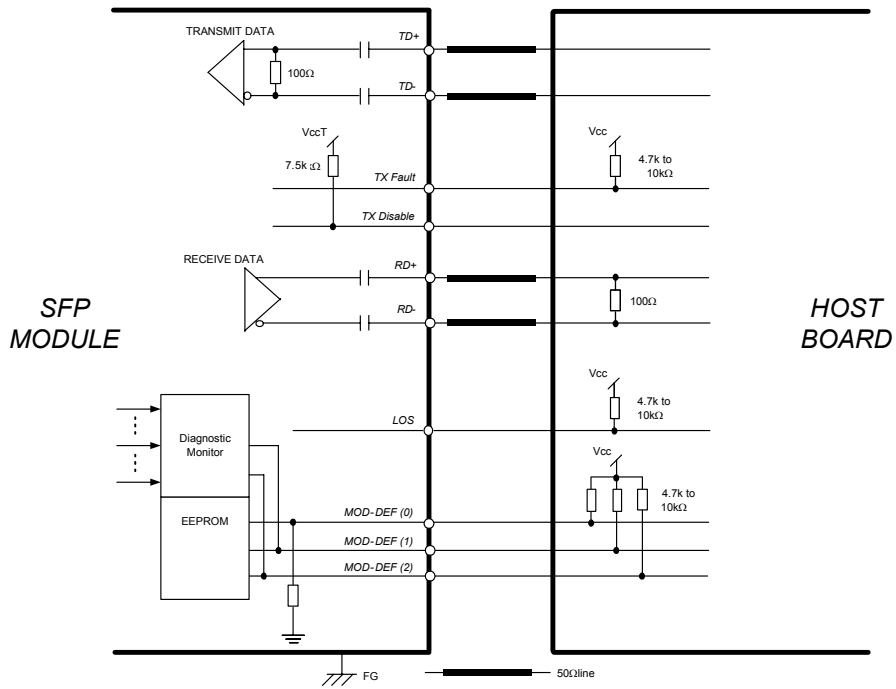 TRANSMIT DATA
TD+
100Ω
TD-
VccT
7.5k Ω
TX Fault
Vcc
4.7k to
10kΩ
TX Disable
RECEIVE DATA
RD+
100Ω
RD-
SFP
MODULE
HOST
BOARD
Vcc
4.7k to
10kΩ
LOS
Diagnostic
Monitor
Vcc
4.7k to
10kΩ
EEPROM
MOD-DEF (0)
MOD-DEF (1)
MOD-DEF (2)
FG
50Ωline